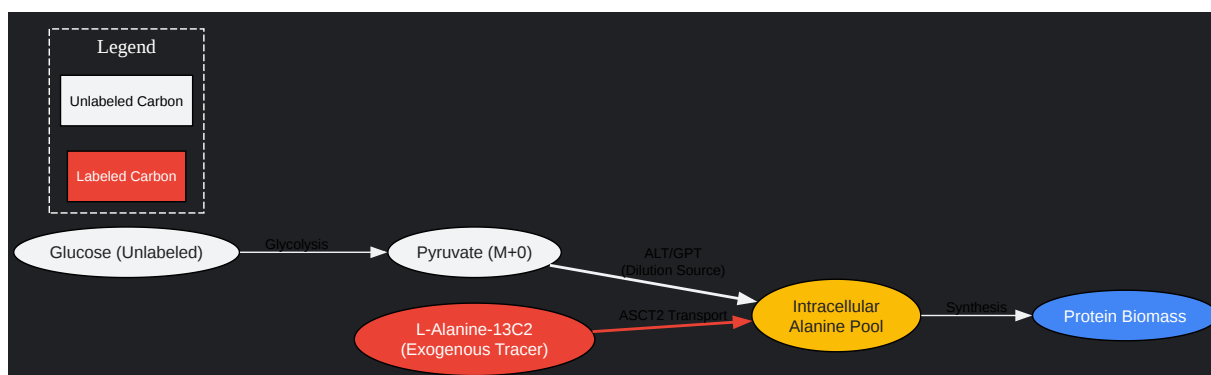 Legend
Unlabeled Carbon
Labeled Carbon
Glucose (Unlabeled)
Glycolysis
Pyruvate (M+0)
ALT/GPT
(Dilution Source)
L-Alanine-13C2
(Exogenous Tracer)
ASCT2 Transport
Intracellular
Alanine Pool
Synthesis
Protein Biomass